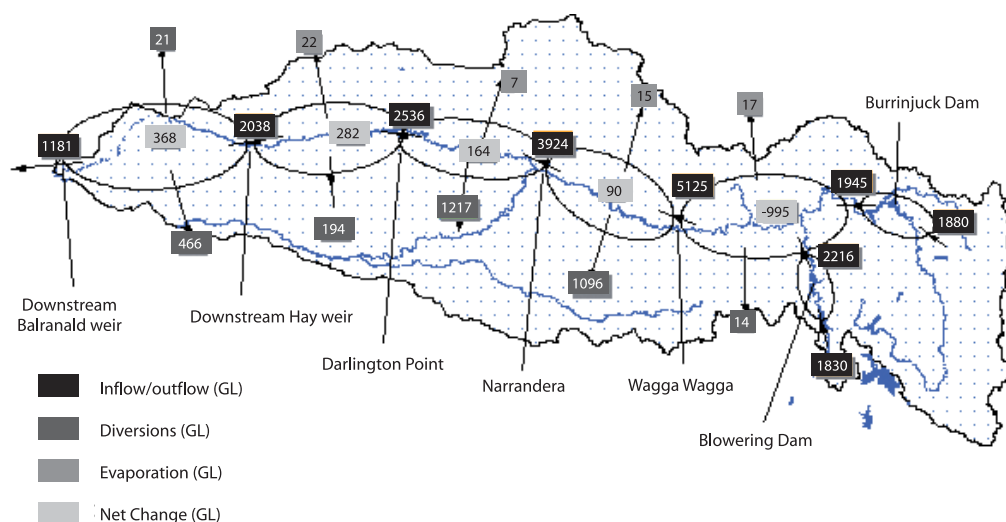 21
22
7
15
17
Burrinjuck Dam
1181
368
2038
282
2536
164
3924
90
5125
-995
1945
1880
466
194
1217
1096
14
2216
1830
Downstream
Balranald weir
Downstream Hay weir
Darlington Point
Narrandera
Wagga Wagga
Blowering Dam
Inflow/outflow (GL)
Diversions (GL)
Evaporation (GL)
Net Change (GL)